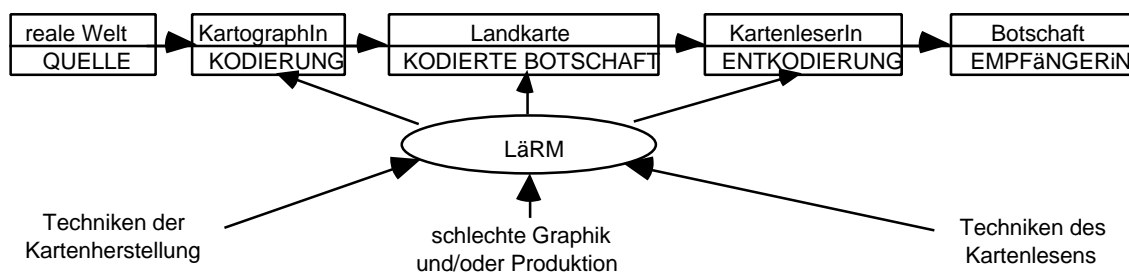 reale Welt
QUELLE
KartographIn
KODIERUNG
Landkarte
KODIERTE BOTSCHAFT
KartenleserIn
ENTKODIERUNG
Botschaft
EMPFäNGERiN
LäRM
Techniken der
Kartenherstellung
schlechte Graphik
und/oder Produktion
Techniken des
Kartenlesens